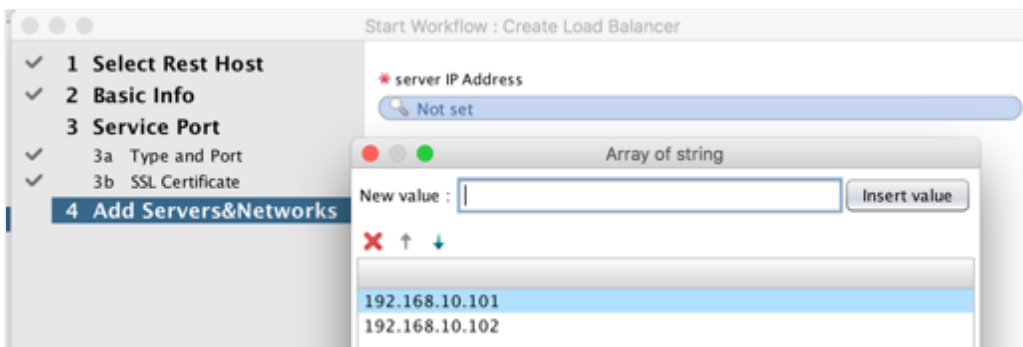 Start Workflow : Create Load Balancer
1 Select Rest Host
2 Basic Info
3 Service Port
3a Type and Port
3b SSL Certificate
4 Add Servers&Networks
* server IP Address
Not set
Array of string
New value :
Insert value
192.168.10.101
192.168.10.102